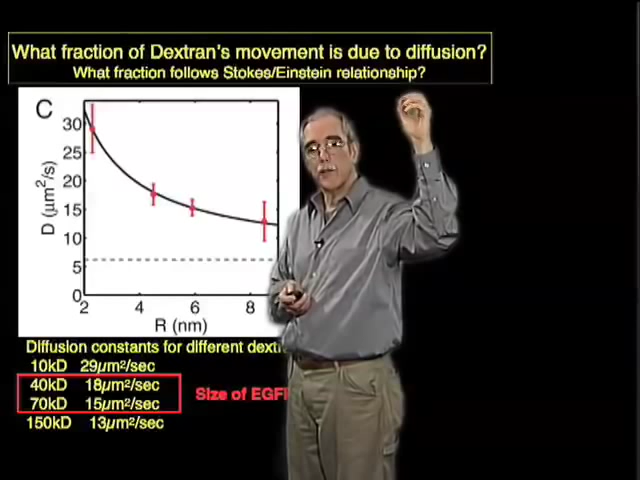 What fraction of Dextran's movement is due to diffusion?
What fraction follows Stokes/Einstein relationship?
C
30
25
20
15
10
5
0
D (μm²/s)
2 4 6 8
R (nm)
Diffusion constants for different
10kD 29μm²/sec
40kD 18μm²/sec
70kD 15μm²/sec
150kD 13μm²/sec
Size of